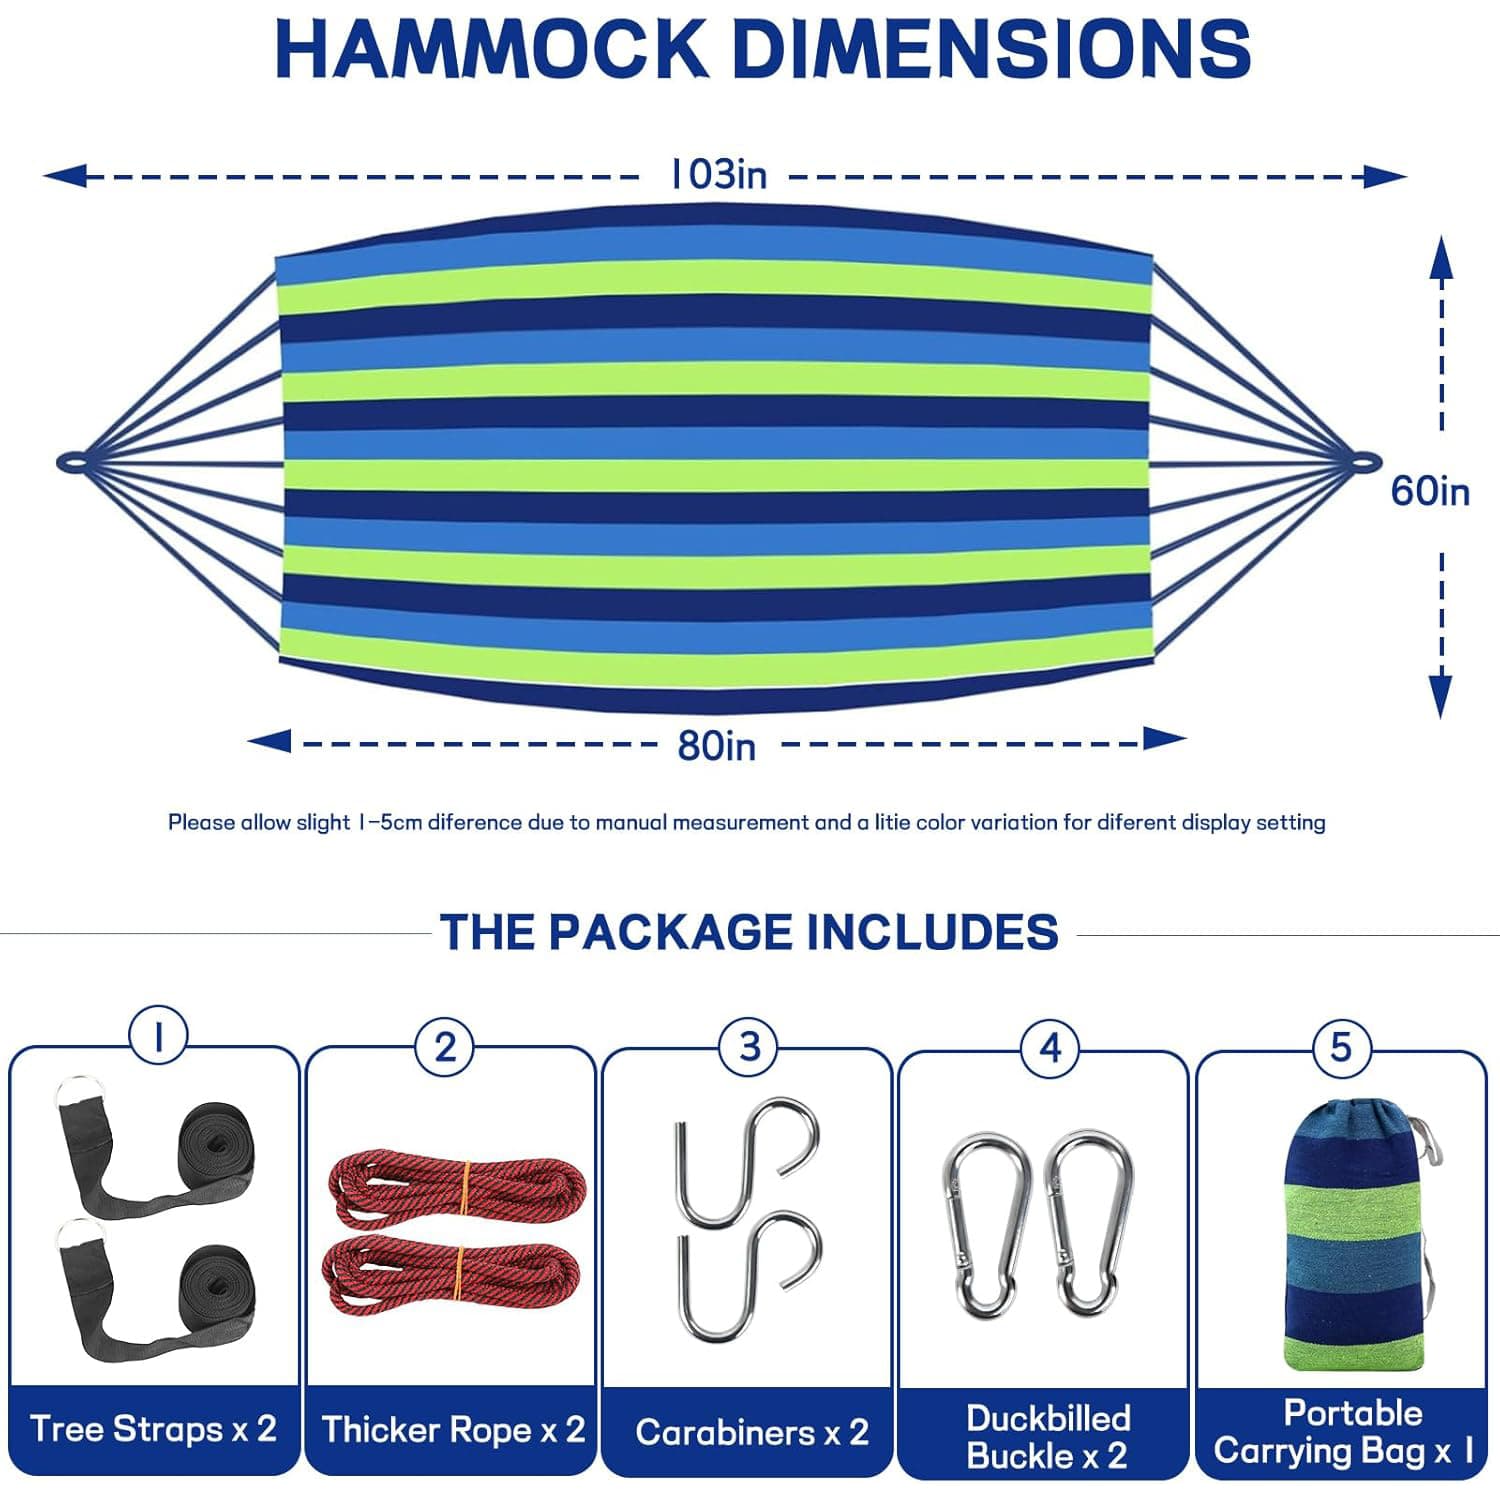 HAMMOCK DIMENSIONS
103in
60in
80in
Please allow slight 1-5cm diference due to manual measurement and a litie color variation for diferent display setting
THE PACKAGE INCLUDES
1
2
3
4
5
Tree Straps x 2
Thicker Rope x 2
Carabiners x 2
Duckbilled
Buckle x 2
Portable
Carrying Bag x 1